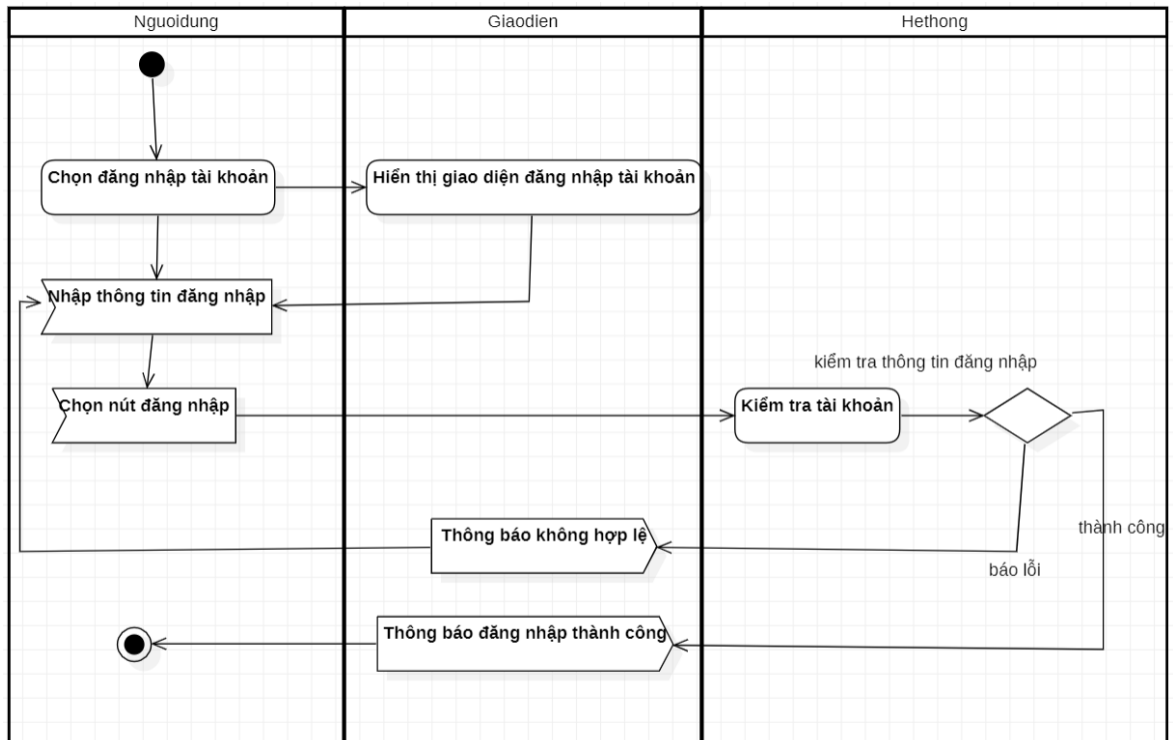 Nguoidung
Giaodien
Hethong
Chọn đăng nhập tài khoản
Hiển thị giao diện đăng nhập tài khoản
Nhập thông tin đăng nhập
kiểm tra thông tin đăng nhập
Chọn nút đăng nhập
Kiểm tra tài khoản
thành công
Thông báo không hợp lệ
báo lỗi
Thông báo đăng nhập thành công